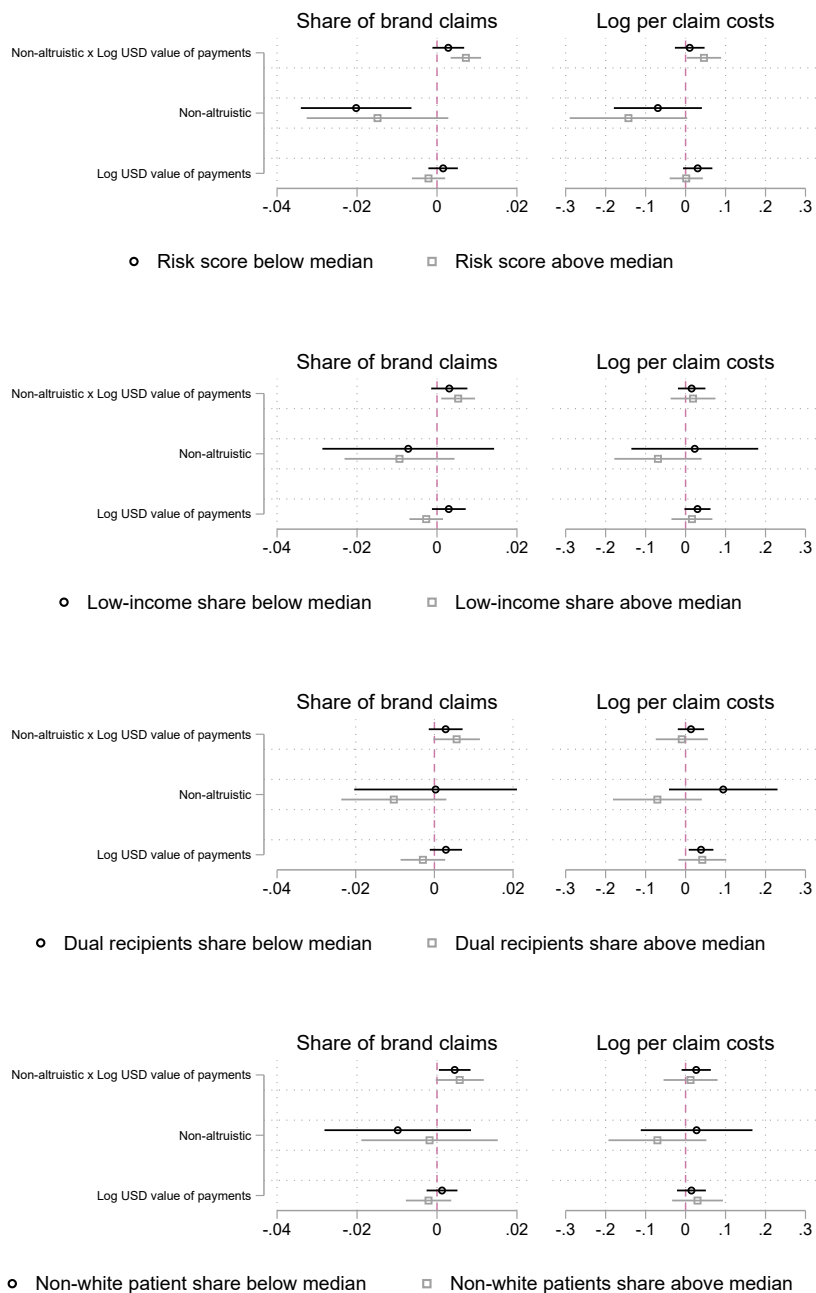 Share of brand claims
Log per claim costs
Non-altruistic x Log USD value of payments
Non-altruistic
Log USD value of payments
-.04 -.02 0 .02
-.3 -.2 -.1 0 .1 .2 .3
Risk score below median
Risk score above median
Share of brand claims
Log per claim costs
Non-altruistic x Log USD value of payments
Non-altruistic
Log USD value of payments
-.04 -.02 0 .02
-.3 -.2 -.1 0 .1 .2 .3
Low-income share below median
Low-income share above median
Share of brand claims
Log per claim costs
Non-altruistic x Log USD value of payments
Non-altruistic
Log USD value of payments
-.04 -.02 0 .02
-.3 -.2 -.1 0 .1 .2 .3
Dual recipients share below median
Dual recipients share above median
Share of brand claims
Log per claim costs
Non-altruistic x Log USD value of payments
Non-altruistic
Log USD value of payments
-.04 -.02 0 .02
-.3 -.2 -.1 0 .1 .2 .3
Non-white patient share below median
Non-white patients share above median